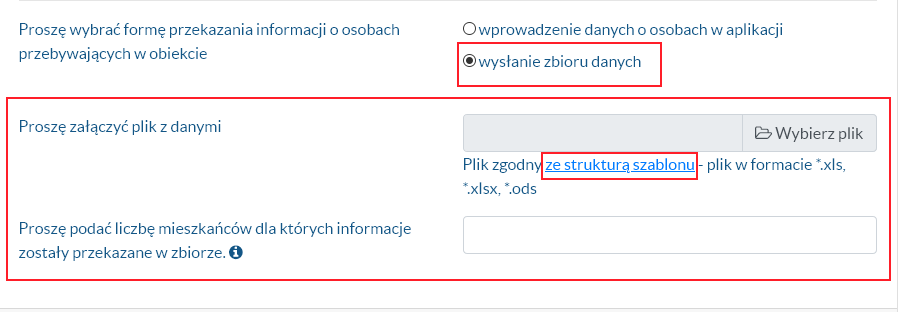 Proszę wybrać formę przekazania informacji o osobach
przebywających w obiekcie
wprowadzenie danych o osobach w aplikacji
wysłanie zbioru danych
Proszę załączyć plik z danymi
Wybierz plik
Plik zgodny ze strukturą szablonu - plik w formacie *.xls,
*.xlsx, *.ods
Proszę podać liczbę mieszkańców dla których informacje
zostały przekazane w zbiorze.